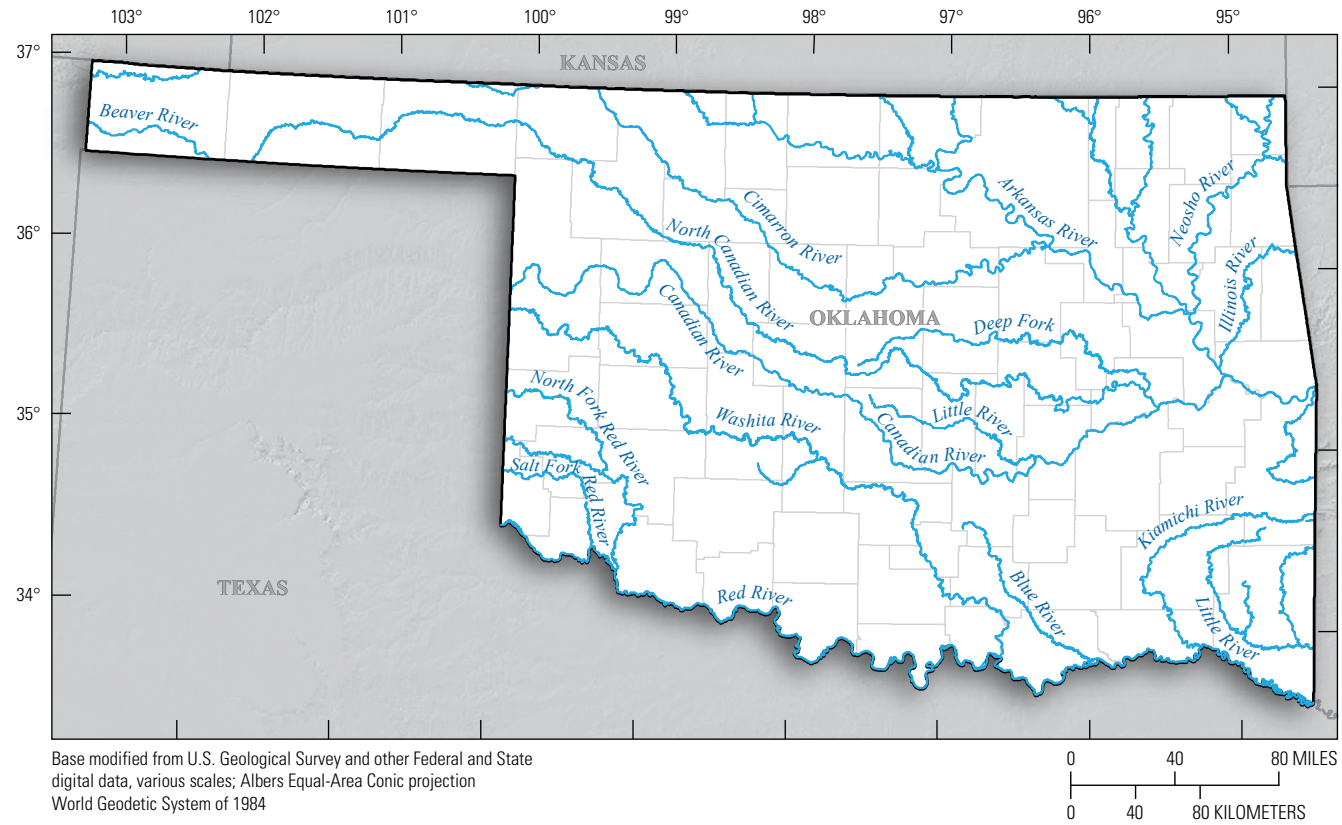 103° 102° 101° 100° 99° 98° 97° 96° 95°
37°
KANSAS
Beaver River
Neosho River
Arkansas River
36°
Cimarron River
North Canadian River
Illinois River
Canadian River
OKLAHOMA
Deep Fork
35°
North Fork Red River
Little River
Washita River
Canadian River
Salt Fork Red River
Kiamichi River
34°
TEXAS
Red River
Blue River
Little River
Base modified from U.S. Geological Survey and other Federal and State
digital data, various scales; Albers Equal-Area Conic projection
World Geodetic System of 1984
0 40 80 MILES
0 40 80 KILOMETERS